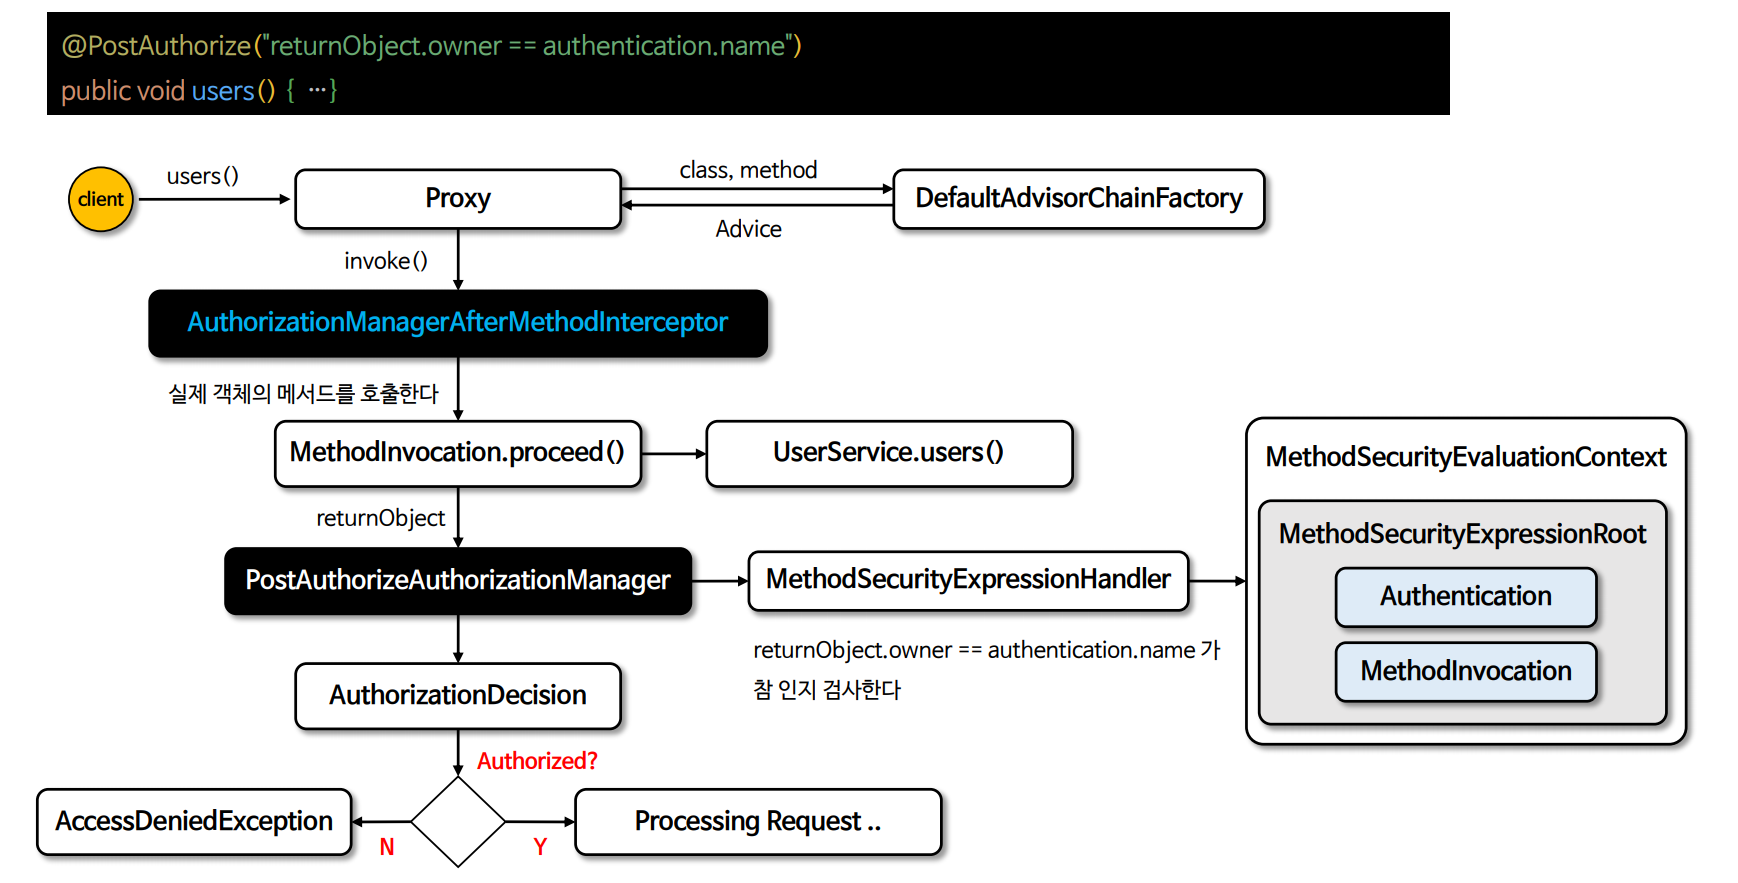 @PostAuthorize("returnObject.owner == authentication.name")
public void users() { ···}
client
users()
Proxy
class, method
Advice
DefaultAdvisorChainFactory
invoke()
AuthorizationManagerAfterMethodInterceptor
실제 객체의 메서드를 호출한다
MethodInvocation.proceed()
UserService.users()
returnObject
PostAuthorizeAuthorizationManager
MethodSecurityExpressionHandler
returnObject.owner == authentication.name 가
참 인지 검사한다
MethodSecurityEvaluationContext
MethodSecurityExpressionRoot
Authentication
MethodInvocation
AuthorizationDecision
Authorized?
AccessDeniedException
N
Y
Processing Request ..